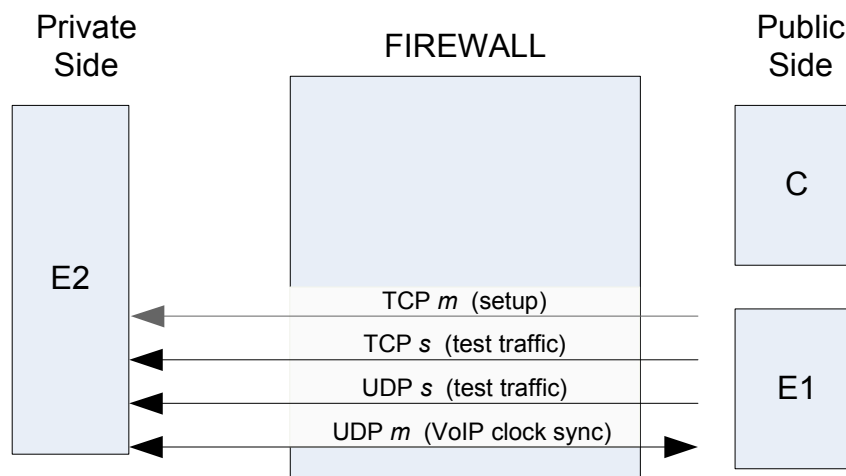 Private
Side
FIREWALL
Public
Side
C
E2
TCP m (setup)
TCP s (test traffic)
UDP s (test traffic)
E1
UDP m (VoIP clock sync)